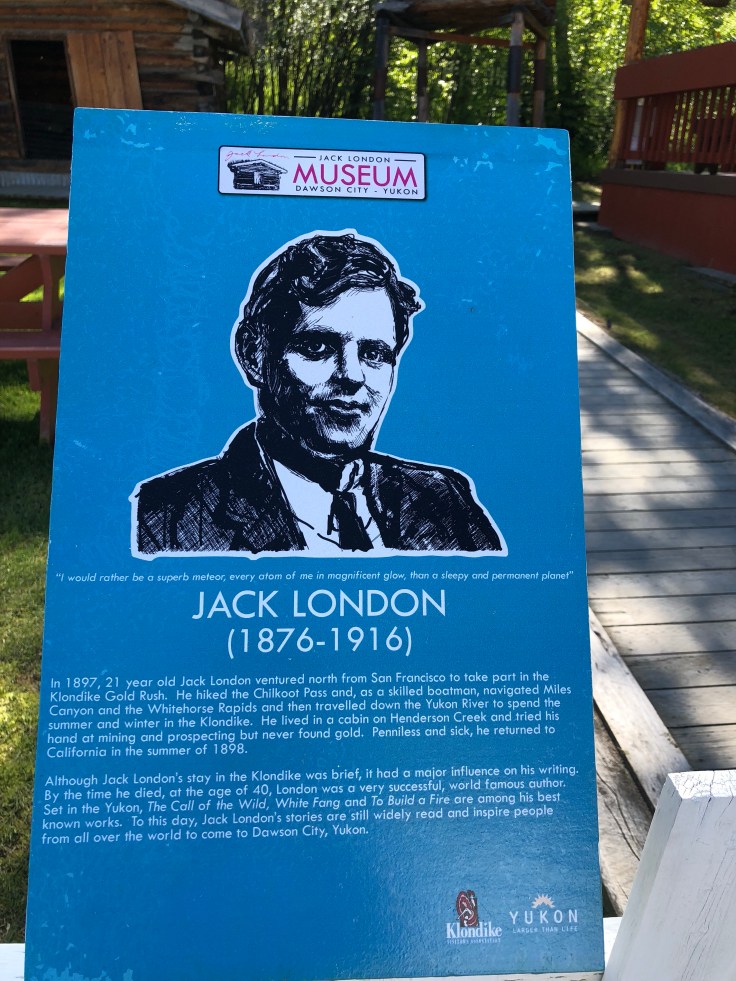 Jack London
JACK LONDON
MUSEUM
DAWSON CITY - YUKON
"I would rather be a superb meteor, every atom of me in magnificent glow, than a sleepy and permanent planet"
JACK LONDON
(1876-1916)
In 1897, 21 year old Jack London ventured north from San Francisco to take part in the
Klondike Gold Rush.  He hiked the Chilkoot Pass and, as a skilled boatman, navigated Miles
Canyon and the Whitehorse Rapids and then travelled down the Yukon River to spend the
summer and winter in the Klondike.  He lived in a cabin on Henderson Creek and tried his
hand at mining and prospecting but never found gold.  Penniless and sick, he returned to
California in the summer of 1898.
Although Jack London's stay in the Klondike was brief, it had a major influence on his writing.
By the time he died, at the age of 40, London was a very successful, world famous author.
Set in the Yukon, The Call of the Wild, White Fang and To Build a Fire are among his best
known works.  To this day, Jack London's stories are still widely read and inspire people
from all over the world to come to Dawson City, Yukon.
Klondike
VISITORS ASSOCIATION
YUKON
LARGER THAN LIFE